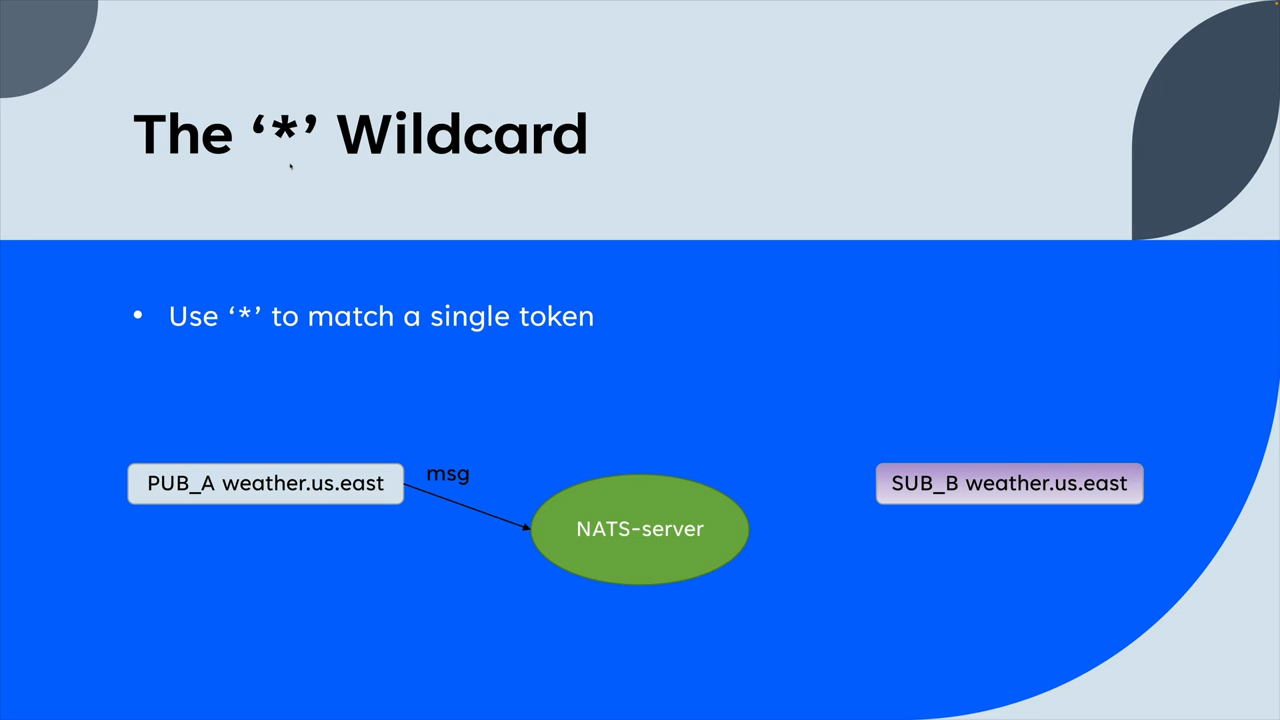 The ‘*’ Wildcard
• Use ‘*’ to match a single token
PUB_A weather.us.east
msg
NATS-server
SUB_B weather.us.east